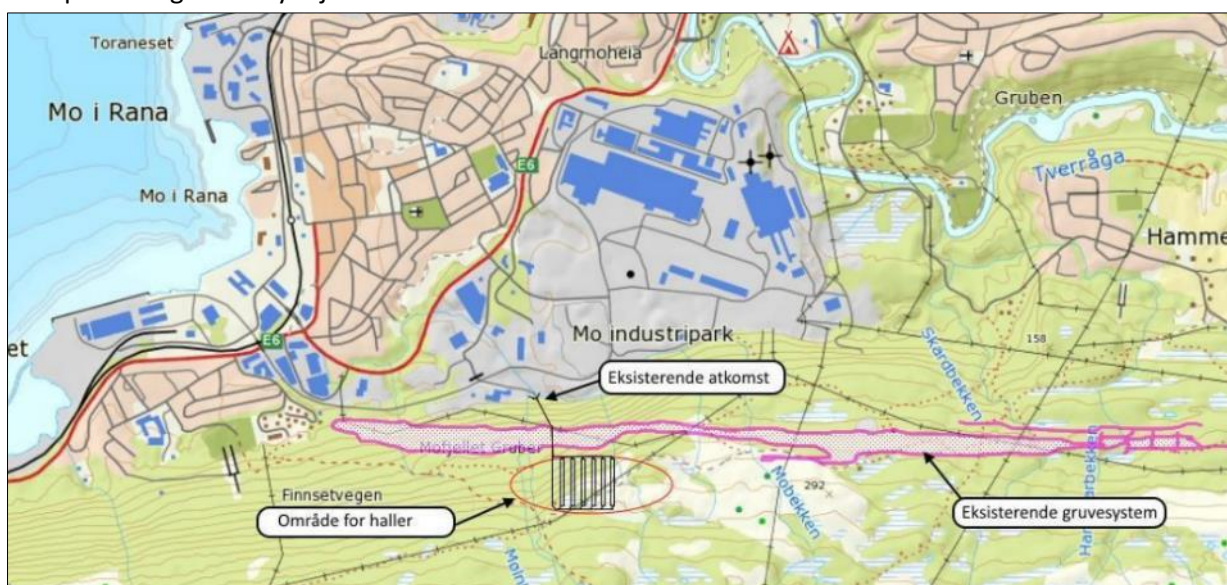 Toraneset
Langmoheia
Mo i Rana
Gruben
E6
Tverråga
Mo i Rana
Hamme
Mo industripark
Skardbekken
158
E6
et
Eksisterende atkomst
Mofjellet Gruber
Mobekken
292
Finnsetvegen
Område for haller
Eksisterende gruvesystem